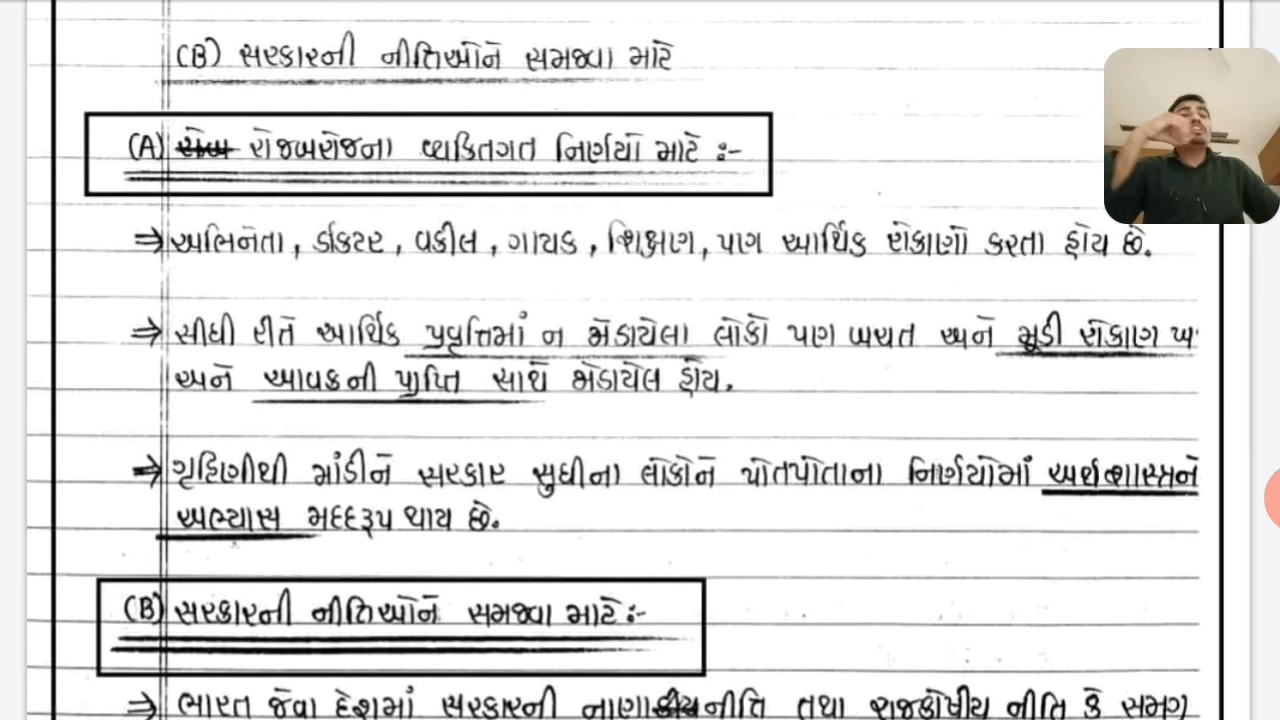 (B) સરકારની નીતિઓને સમજવા માટે
(A) રોજબરોજના વ્યકિતગત નિર્ણયો માટે :-
⇒ અભિનેતા, ડૉકટર, વકીલ, ગાયક, શિક્ષણ, પણ આર્થિક રોકાણો કરતા હોય છે.
⇒ સીધી રીતે આર્થિક પ્રવૃત્તિમાં ન જોડાયેલા લોકો પણ બચત અને મૂડી રોકાણ
અને આવકની પ્રાપ્તિ સાથે જોડાયેલ હોય.
⇒ ગૃહિણીથી માંડીને સરકાર સુધીના લોકોને પોતપોતાના નિર્ણયોમાં અર્થશાસ્ત્રને
અભ્યાસ મદદરૂપ થાય છે.
(B) સરકારની નીતિઓને સમજવા માટે:-
⇒ ભારત જેવા દેશમાં સરકારની નાણાકીય નીતિ તથા રાજકોષીય નીતિ કે સમગ્ર